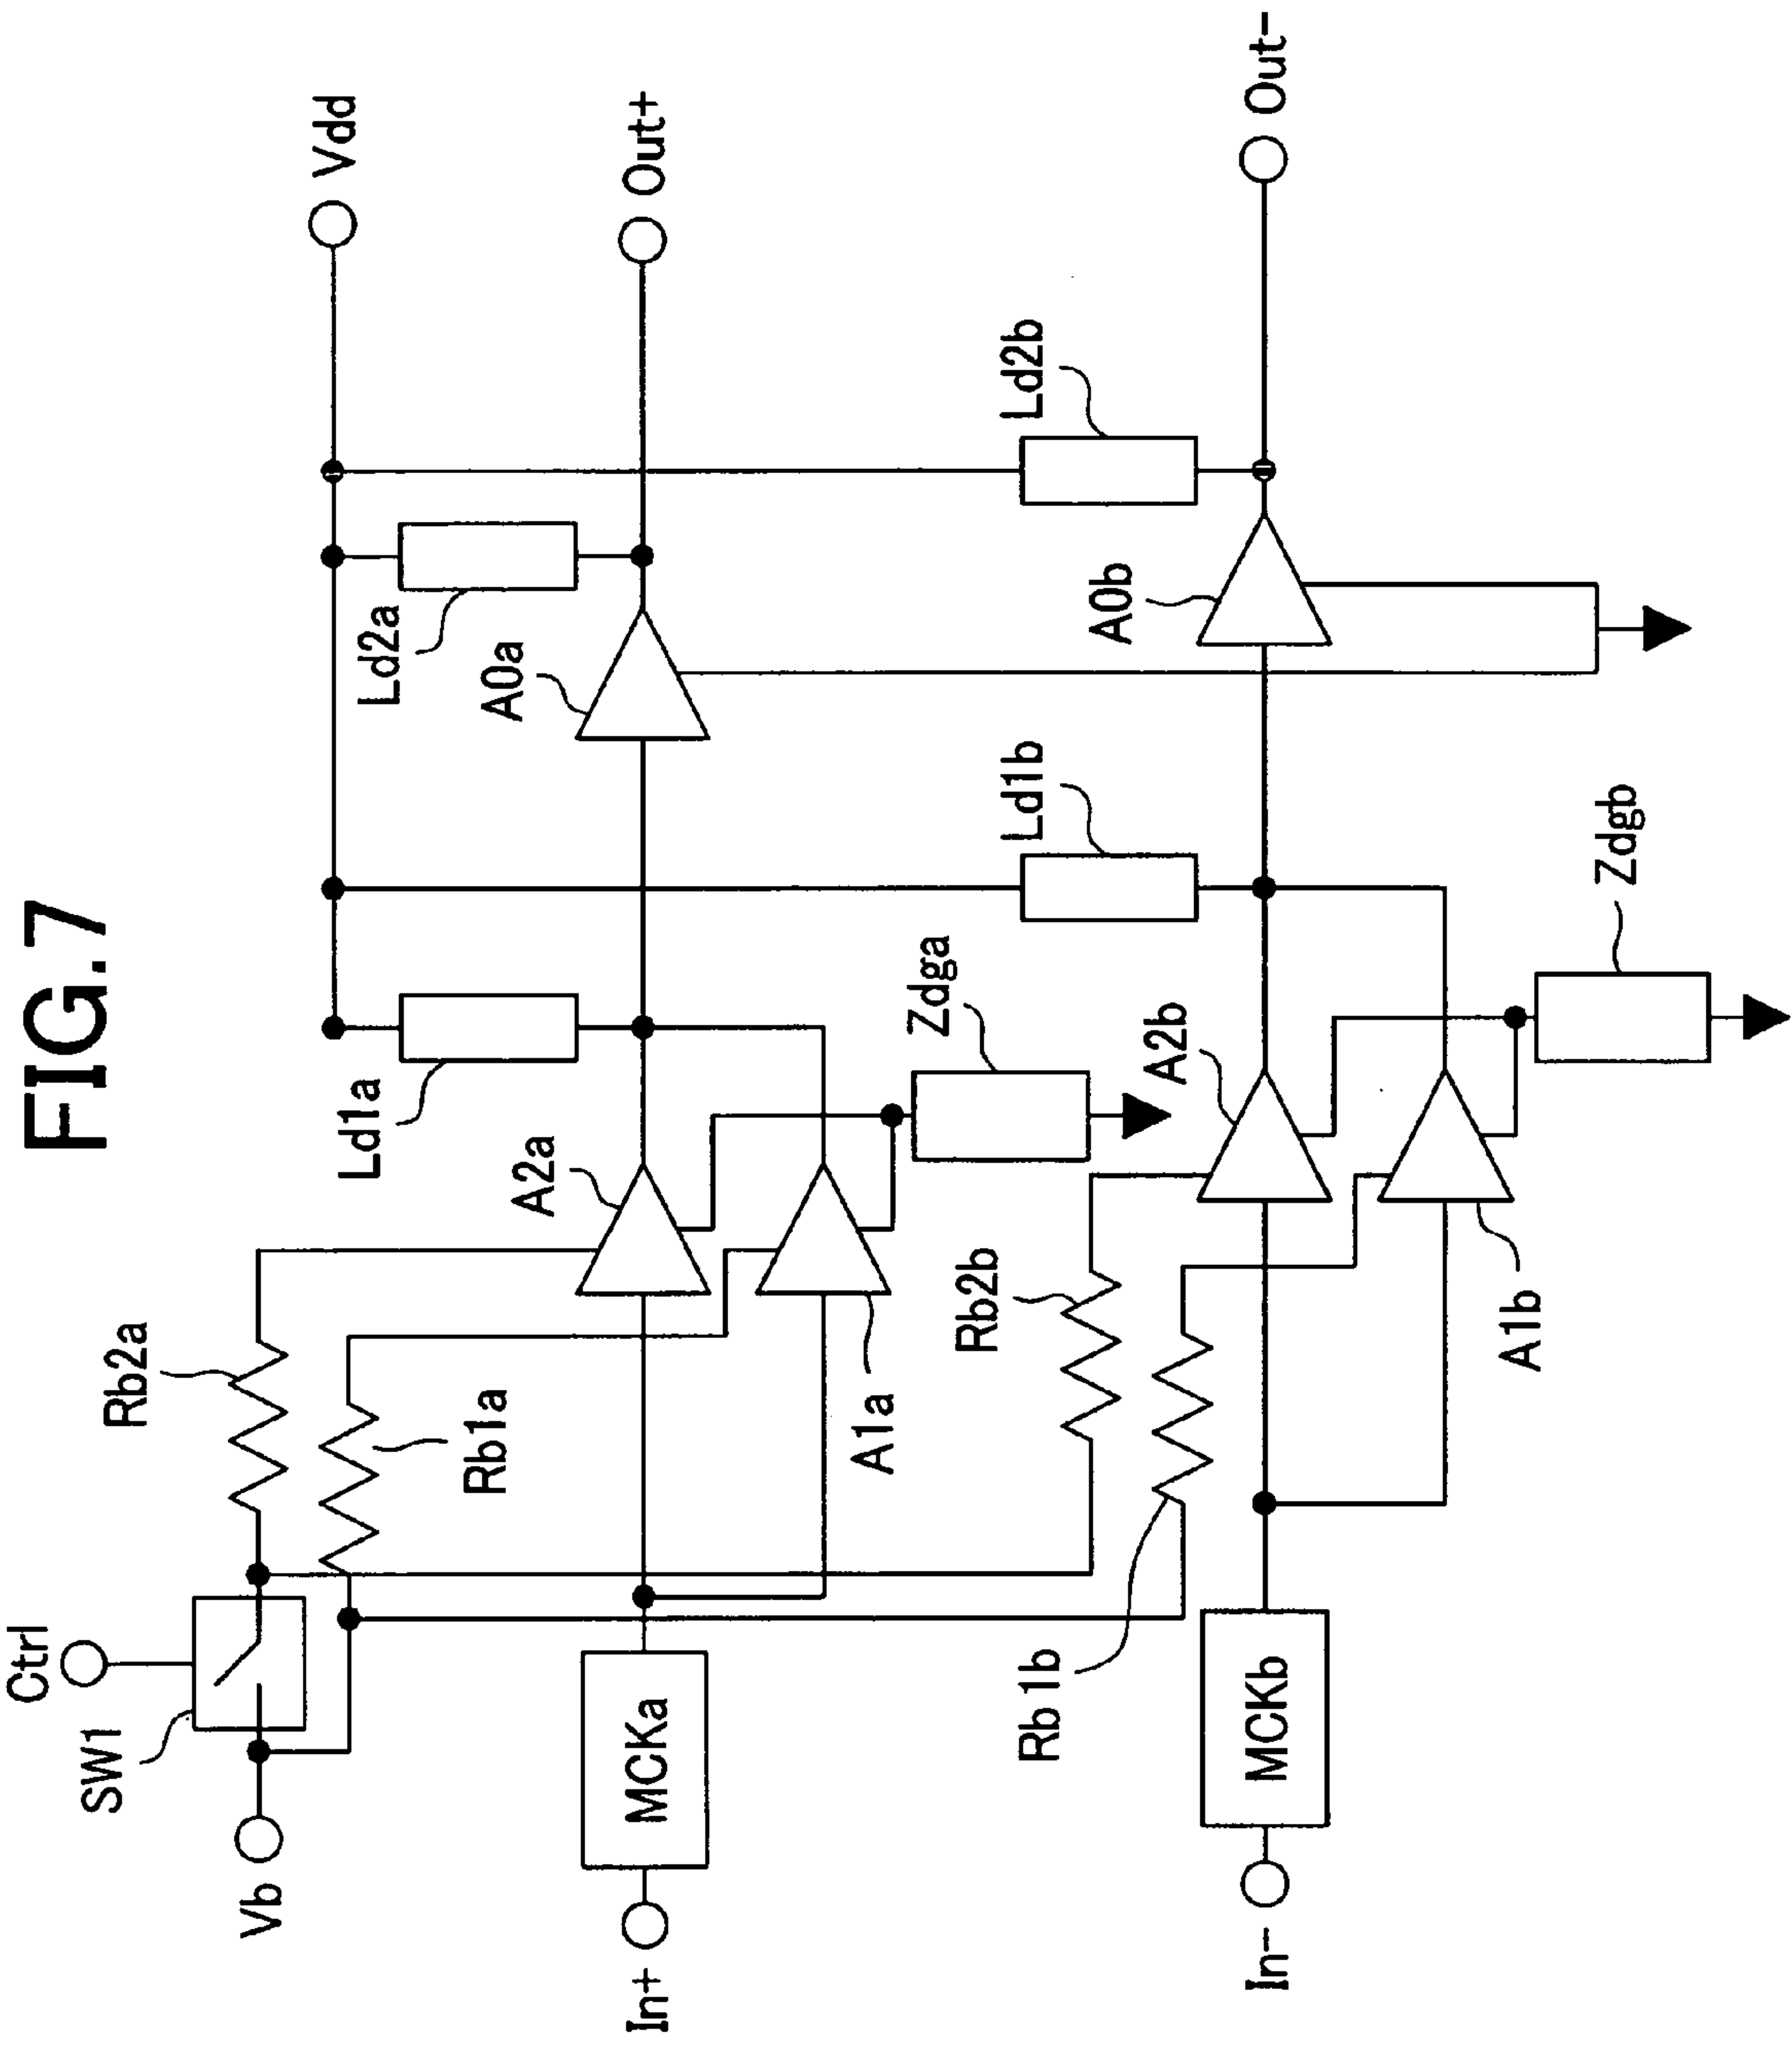 FIG.7
Ctrl
SW1
Vb
Rb2a
Rb1a
Ld1a
Ld2a
Vdd
In+
MCKa
A2a
A1a
A0a
Out+
Zdga
Rb2b
Rb1b
Ld1b
Ld2b
In-
MCKb
A2b
A1b
A0b
Out-
Zdgb